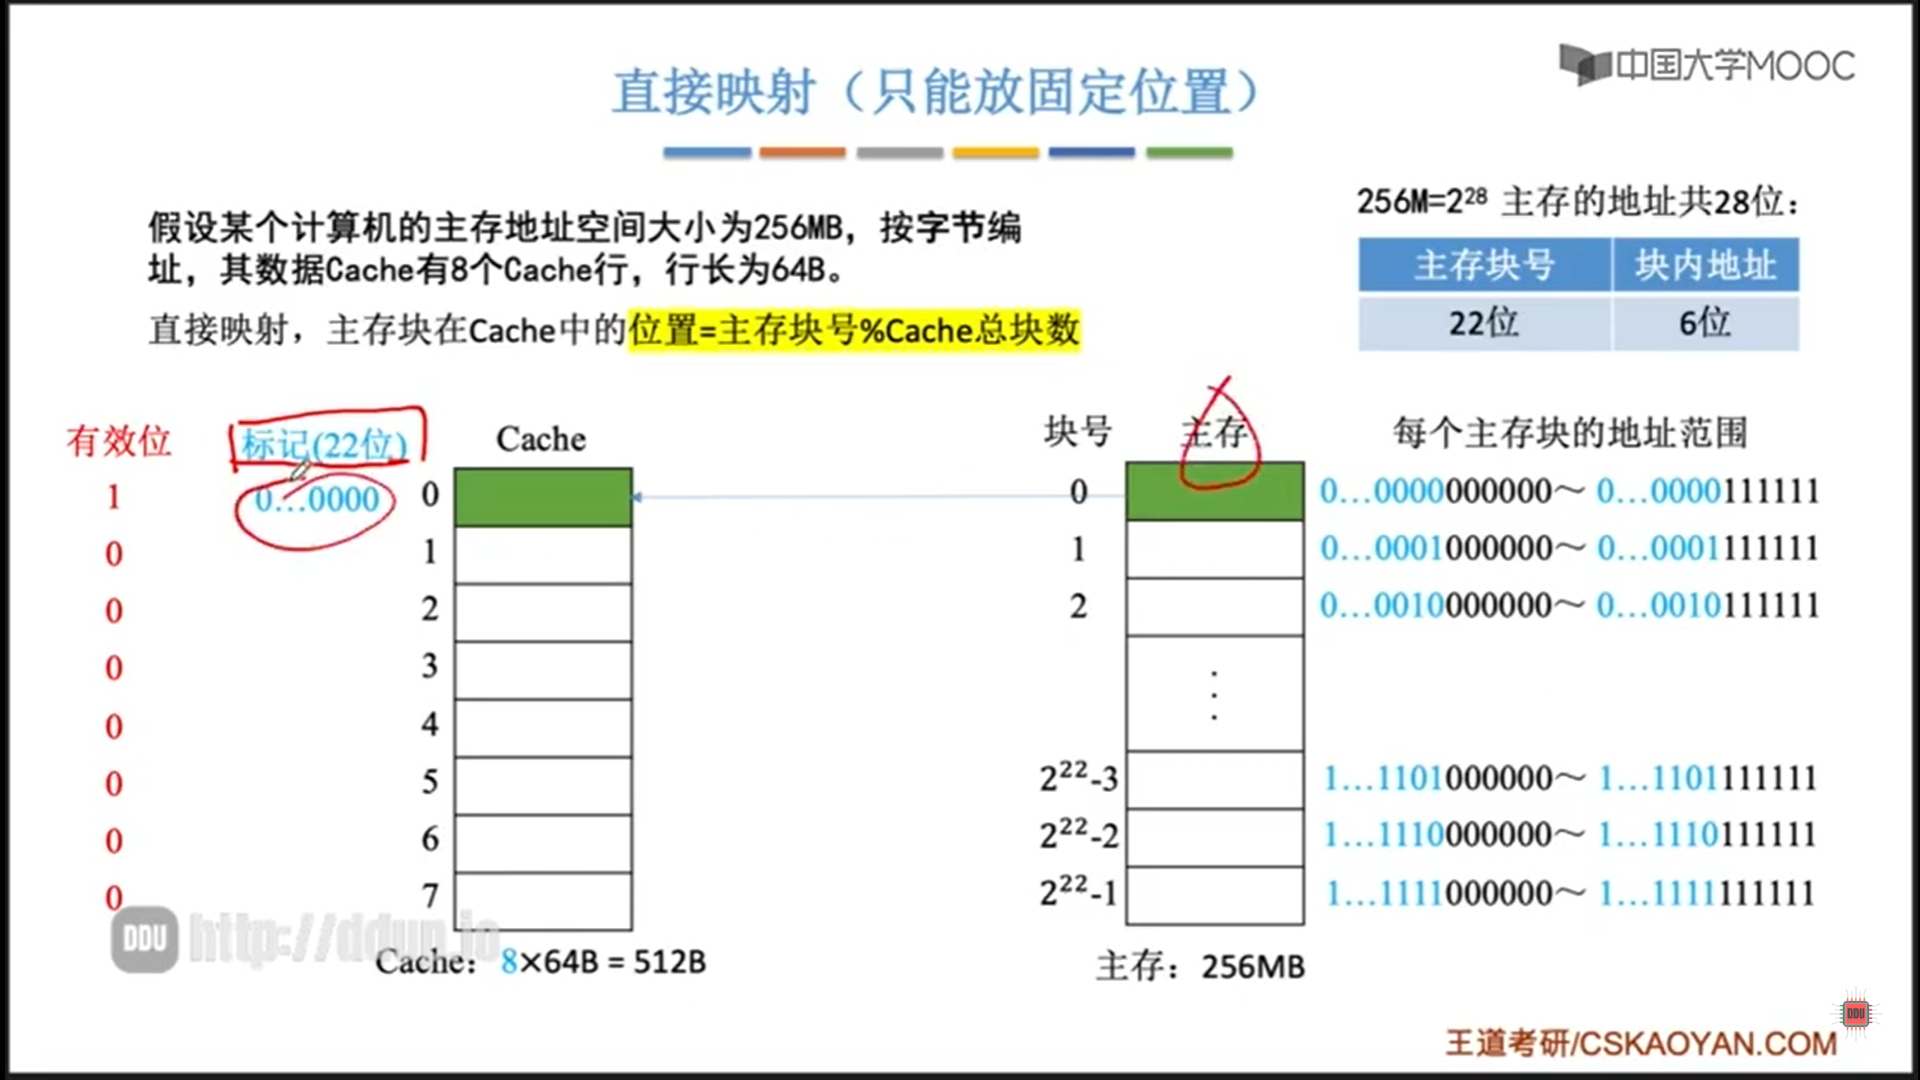 中国大学MOOC
直接映射（只能放固定位置）
假设某个计算机的主存地址空间大小为256MB，按字节编
址，其数据Cache有8个Cache行，行长为64B。
直接映射，主存块在Cache中的位置=主存块号%Cache总块数
256M=2²⁸ 主存的地址共28位：
主存块号 块内地址
22位 6位
有效位 标记(22位) Cache 块号 主存 每个主存块的地址范围
1 0…0000 0 0 0…0000000000～ 0…0000111111
0 1 1 0…0001000000～ 0…0001111111
0 2 2 0…0010000000～ 0…0010111111
0 3 ⋮
0 4
0 5 2²²-3 1…1101000000～ 1…1101111111
0 6 2²²-2 1…1110000000～ 1…1110111111
0 7 2²²-1 1…1111000000～ 1…1111111111
DDU http://ddun.io
Cache： 8×64B = 512B 主存：256MB
DDU
王道考研/CSKAOYAN.COM